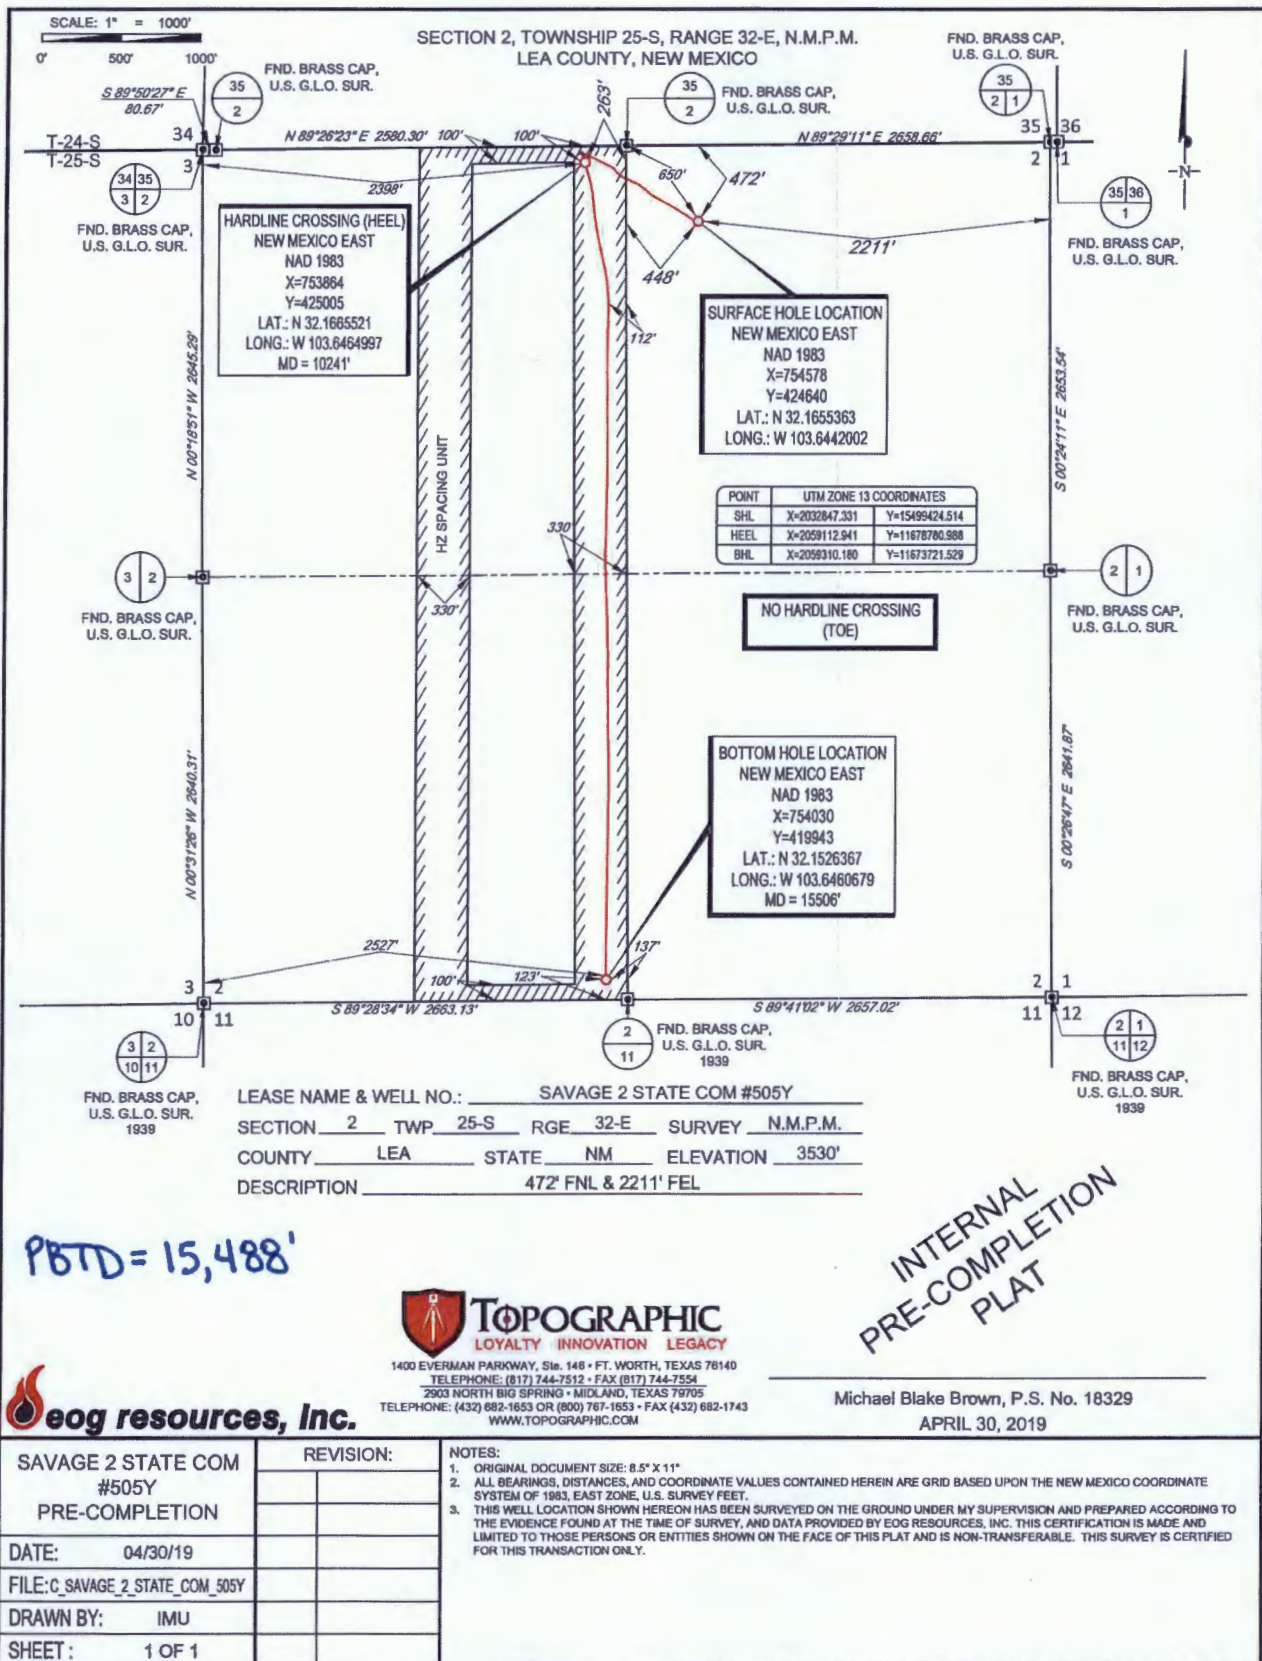 SCALE: 1" = 1000'
0' 500' 1000'
SECTION 2, TOWNSHIP 25-S, RANGE 32-E, N.M.P.M.
LEA COUNTY, NEW MEXICO
S 89°50'27" E
80.67'
35
2
FND. BRASS CAP,
U.S. G.L.O. SUR.
35
2
FND. BRASS CAP,
U.S. G.L.O. SUR.
FND. BRASS CAP,
U.S. G.L.O. SUR.
35
2 1
T-24-S
T-25-S
34
3
N 89°26'23" E 2580.30'
100'
100'
263'
N 89°29'11" E 2658.66'
35 36
2 1
-N-
34 35
3 2
FND. BRASS CAP,
U.S. G.L.O. SUR.
2398'
650'
472'
448'
2211'
35 36
1
FND. BRASS CAP,
U.S. G.L.O. SUR.
HARDLINE CROSSING (HEEL)
NEW MEXICO EAST
NAD 1983
X=753864
Y=425005
LAT.: N 32.1665521
LONG.: W 103.6464997
MD = 10241'
SURFACE HOLE LOCATION
NEW MEXICO EAST
NAD 1983
X=754578
Y=424640
LAT.: N 32.1655363
LONG.: W 103.6442002
112'
N 00°18'51" W 2645.29'
HZ SPACING UNIT
S 00°24'11" E 2653.54'
POINT UTM ZONE 13 COORDINATES
SHL X=2032847.331 Y=15499424.514
HEEL X=2059112.941 Y=11678780.988
BHL X=2059310.180 Y=11673721.529
330'
330'
3 2
FND. BRASS CAP,
U.S. G.L.O. SUR.
2 1
FND. BRASS CAP,
U.S. G.L.O. SUR.
NO HARDLINE CROSSING
(TOE)
BOTTOM HOLE LOCATION
NEW MEXICO EAST
NAD 1983
X=754030
Y=419943
LAT.: N 32.1526367
LONG.: W 103.6460679
MD = 15506'
N 00°31'26" W 2640.31'
S 00°26'47" E 2641.87'
2527'
137'
100'
123'
3 2
10 11
S 89°28'34" W 2663.13'
S 89°41'02" W 2657.02'
2 1
11 12
3 2
10 11
FND. BRASS CAP,
U.S. G.L.O. SUR.
1939
2
11
FND. BRASS CAP,
U.S. G.L.O. SUR.
1939
2 1
11 12
FND. BRASS CAP,
U.S. G.L.O. SUR.
1939
LEASE NAME & WELL NO.: SAVAGE 2 STATE COM #505Y
SECTION 2 TWP 25-S RGE 32-E SURVEY N.M.P.M.
COUNTY LEA STATE NM ELEVATION 3530'
DESCRIPTION 472' FNL & 2211' FEL
PBTD = 15,488'
INTERNAL
PRE-COMPLETION
PLAT
TOPOGRAPHIC
LOYALTY INNOVATION LEGACY
1400 EVERMAN PARKWAY, Ste. 146 • FT. WORTH, TEXAS 76140
TELEPHONE: (817) 744-7512 • FAX (817) 744-7554
2903 NORTH BIG SPRING • MIDLAND, TEXAS 79705
TELEPHONE: (432) 682-1653 OR (800) 767-1653 • FAX (432) 682-1743
WWW.TOPOGRAPHIC.COM
eog resources, Inc.
Michael Blake Brown, P.S. No. 18329
APRIL 30, 2019
SAVAGE 2 STATE COM
#505Y
PRE-COMPLETION
REVISION:
DATE: 04/30/19
FILE:C_SAVAGE_2_STATE_COM_505Y
DRAWN BY: IMU
SHEET : 1 OF 1
NOTES:
1. ORIGINAL DOCUMENT SIZE: 8.5" X 11"
2. ALL BEARINGS, DISTANCES, AND COORDINATE VALUES CONTAINED HEREIN ARE GRID BASED UPON THE NEW MEXICO COORDINATE
SYSTEM OF 1983, EAST ZONE, U.S. SURVEY FEET.
3. THIS WELL LOCATION SHOWN HEREON HAS BEEN SURVEYED ON THE GROUND UNDER MY SUPERVISION AND PREPARED ACCORDING TO
THE EVIDENCE FOUND AT THE TIME OF SURVEY, AND DATA PROVIDED BY EOG RESOURCES, INC. THIS CERTIFICATION IS MADE AND
LIMITED TO THOSE PERSONS OR ENTITIES SHOWN ON THE FACE OF THIS PLAT AND IS NON-TRANSFERABLE. THIS SURVEY IS CERTIFIED
FOR THIS TRANSACTION ONLY.